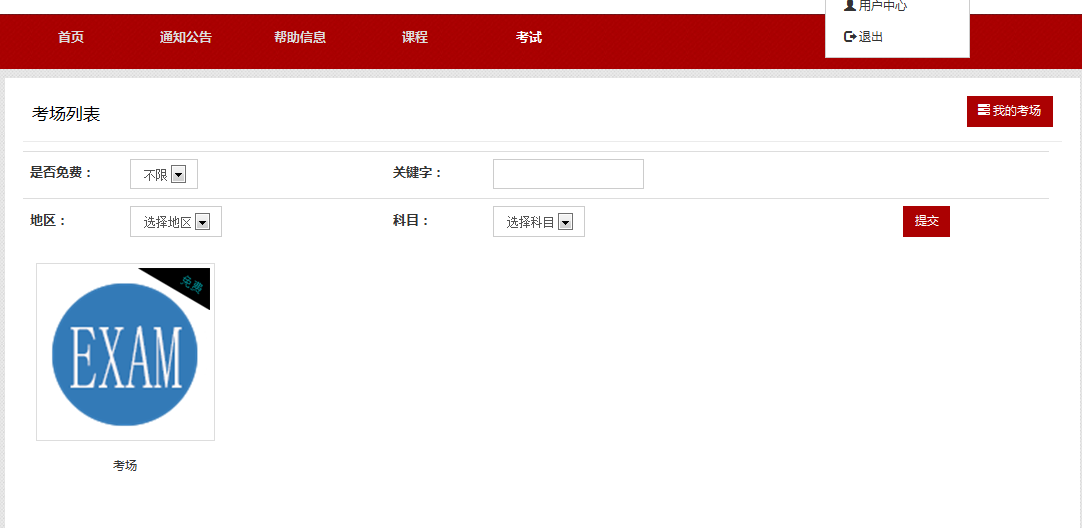 用户中心
退出
首页 通知公告 帮助信息 课程 考试
考场列表
我的考场
是否免费： 不限 关键字：
地区： 选择地区 科目： 选择科目 提交
免费
EXAM
考场